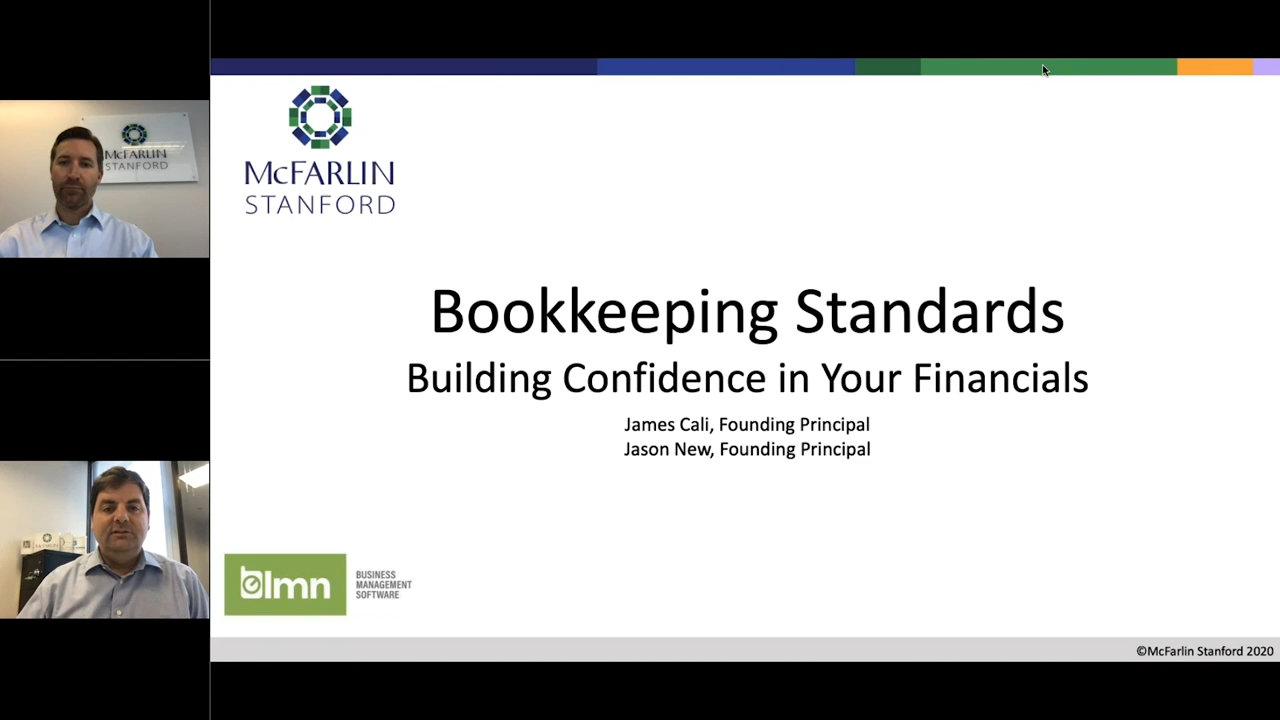 McFARLIN
STANFORD
McFARLIN
STANFORD
Bookkeeping Standards
Building Confidence in Your Financials
James Cali, Founding Principal
Jason New, Founding Principal
lmn
BUSINESS
MANAGEMENT
SOFTWARE
©McFarlin Stanford 2020